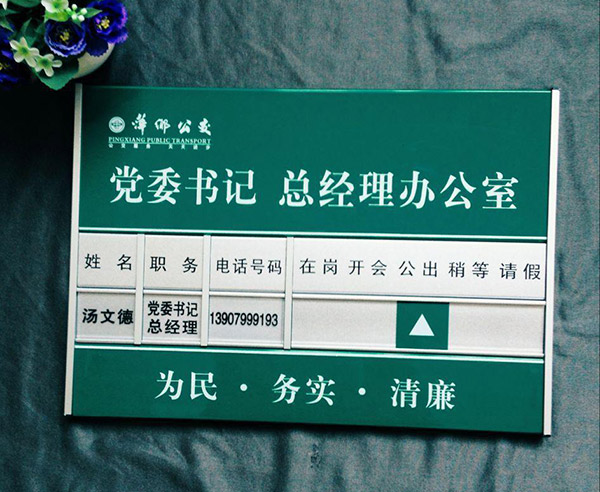 萍乡公交
PINGXIANG PUBLIC TRANSPORT
党委书记 总经理办公室
姓名 职务 电话号码 在岗 开会 公出 稍等 请假
汤文德 党委书记 总经理 13907999193
为民·务实·清廉